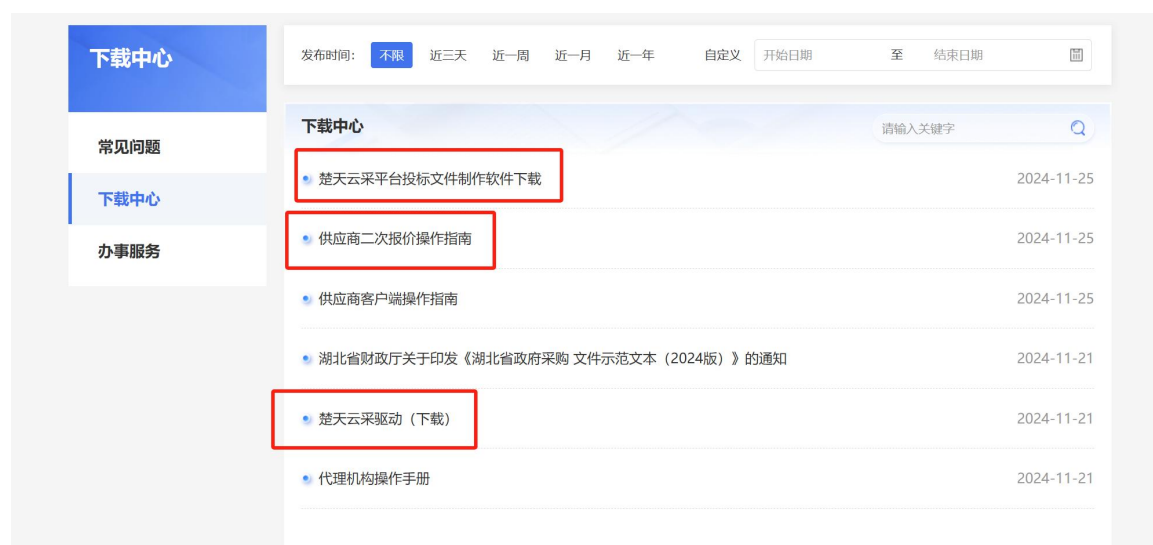 下载中心
常见问题
下载中心
办事服务
发布时间: 不限 近三天 近一周 近一月 近一年 自定义 开始日期 至 结束日期
下载中心 请输入关键字
楚天云采平台投标文件制作软件下载 2024-11-25
供应商二次报价操作指南 2024-11-25
供应商客户端操作指南 2024-11-25
湖北省财政厅关于印发《湖北省政府采购 文件示范文本（2024版）》的通知 2024-11-21
楚天云采驱动（下载） 2024-11-21
代理机构操作手册 2024-11-21